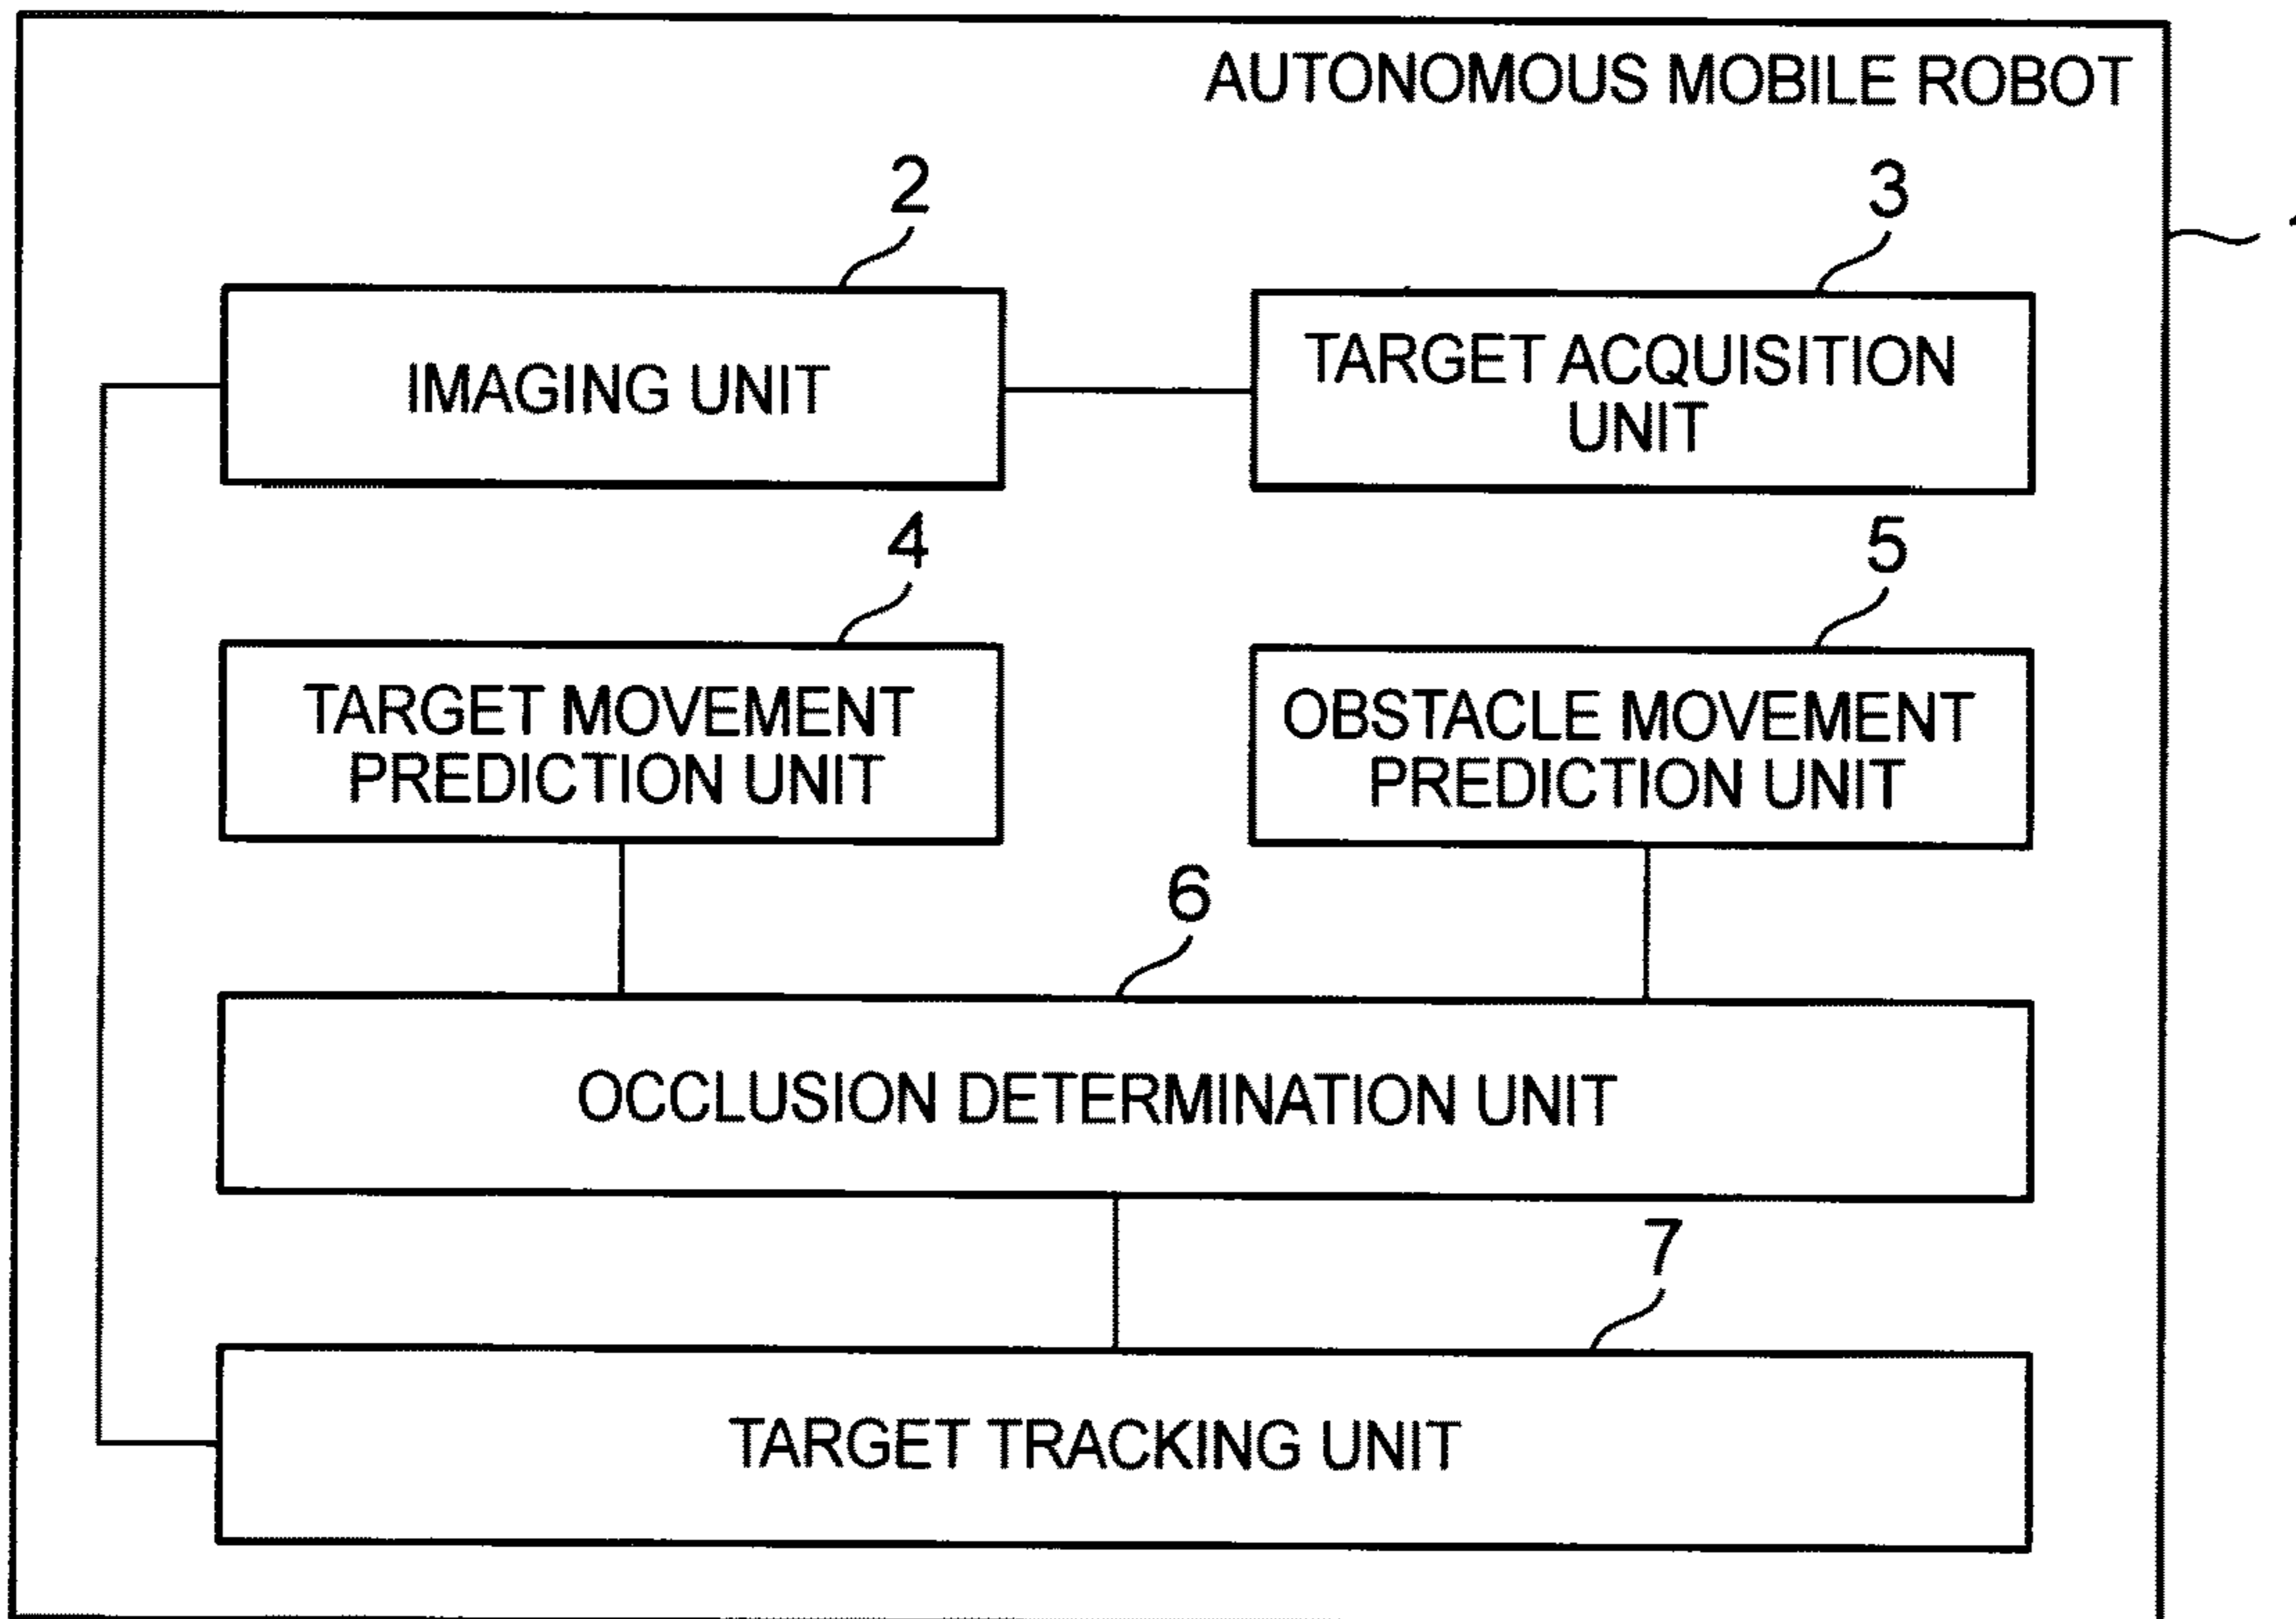 AUTONOMOUS MOBILE ROBOT
2
3
IMAGING UNIT
TARGET ACQUISITION
UNIT
4
5
TARGET MOVEMENT
PREDICTION UNIT
OBSTACLE MOVEMENT
PREDICTION UNIT
6
OCCLUSION DETERMINATION UNIT
7
TARGET TRACKING UNIT